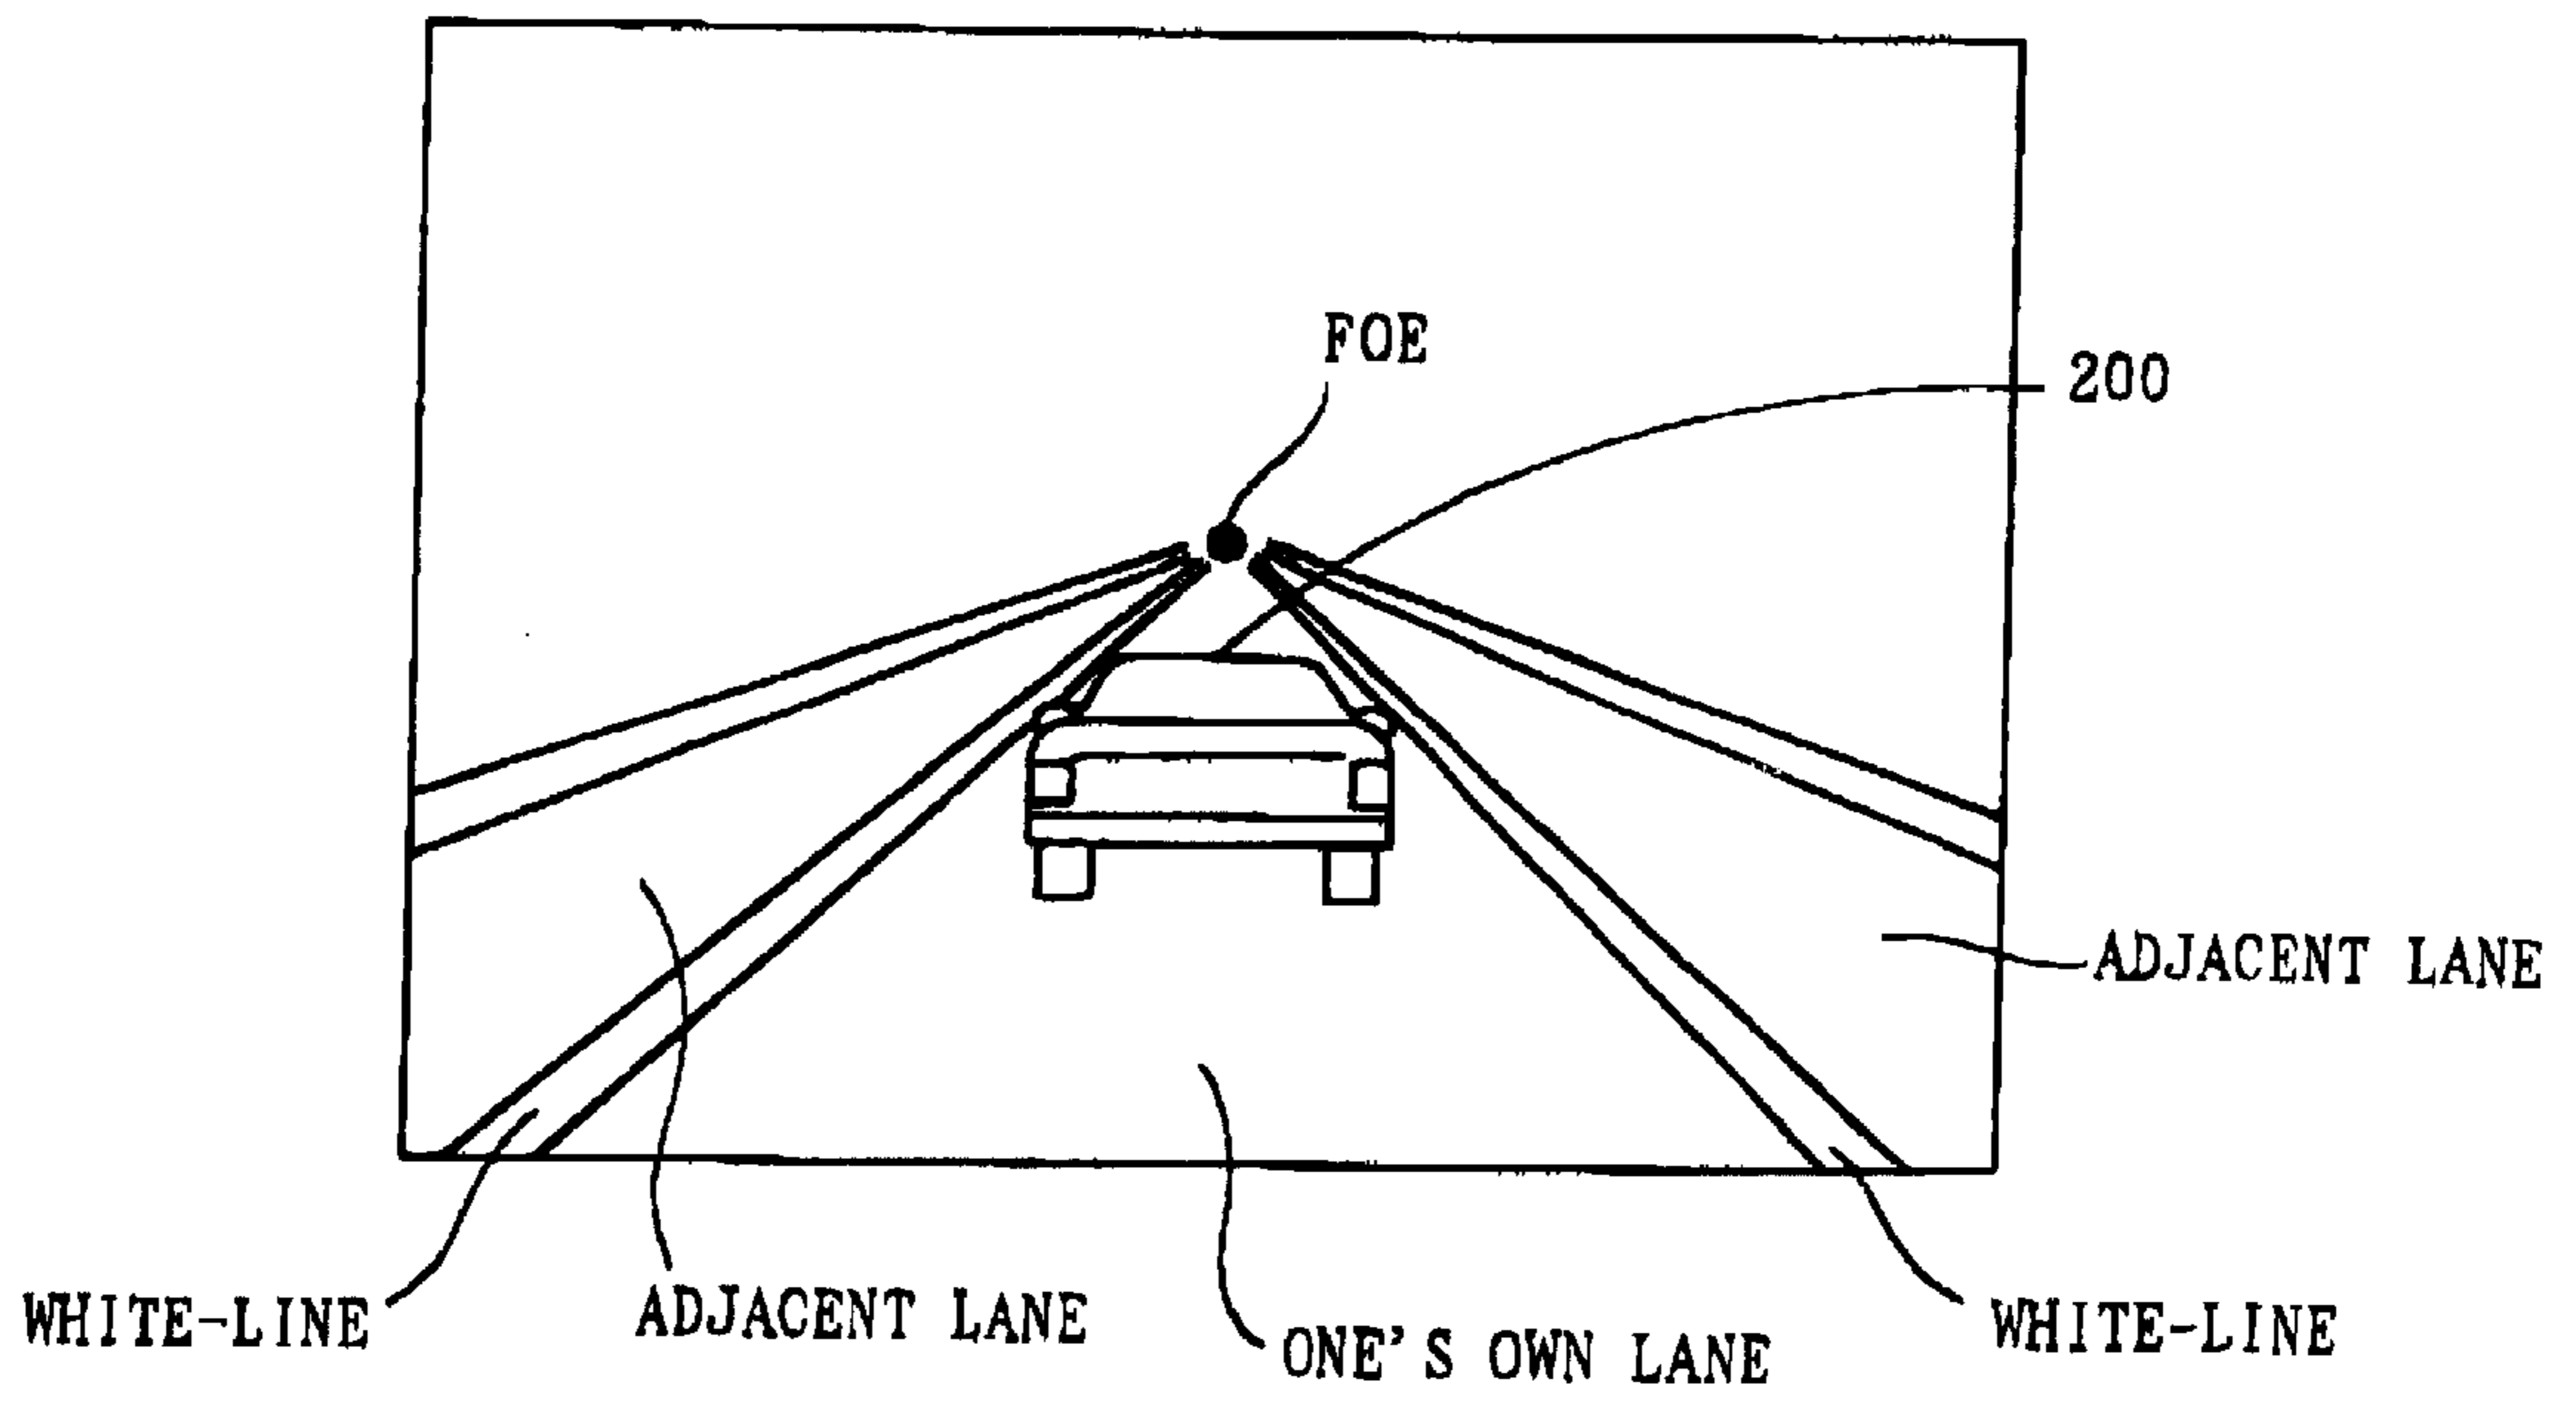 FOE
200
ADJACENT LANE
WHITE-LINE
ADJACENT LANE
ONE'S OWN LANE
WHITE-LINE